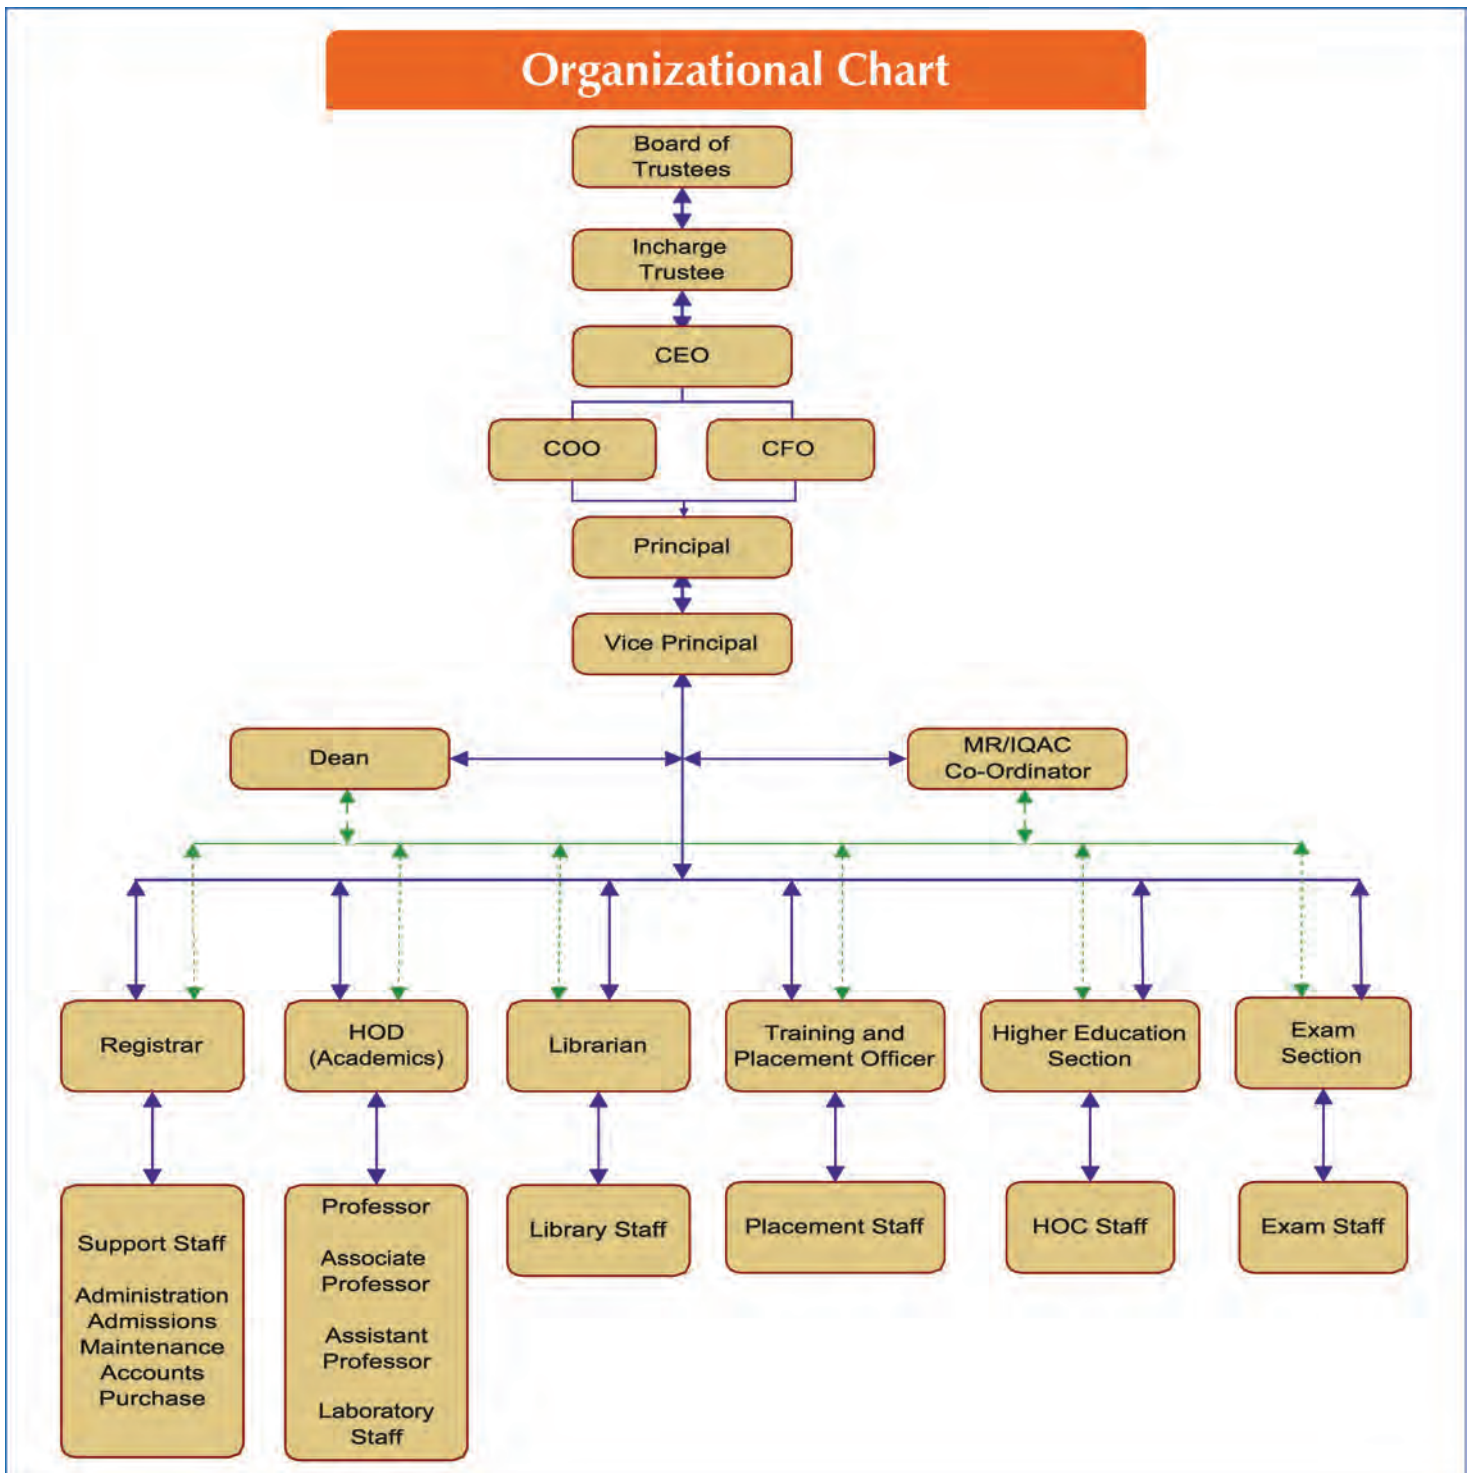 Organizational Chart
Board of
Trustees
Incharge
Trustee
CEO
COO
CFO
Principal
Vice Principal
Dean
MR/IQAC
Co-Ordinator
Registrar
HOD
(Academics)
Librarian
Training and
Placement Officer
Higher Education
Section
Exam
Section
Support Staff
Administration
Admissions
Maintenance
Accounts
Purchase
Professor
Associate
Professor
Assistant
Professor
Laboratory
Staff
Library Staff
Placement Staff
HOC Staff
Exam Staff